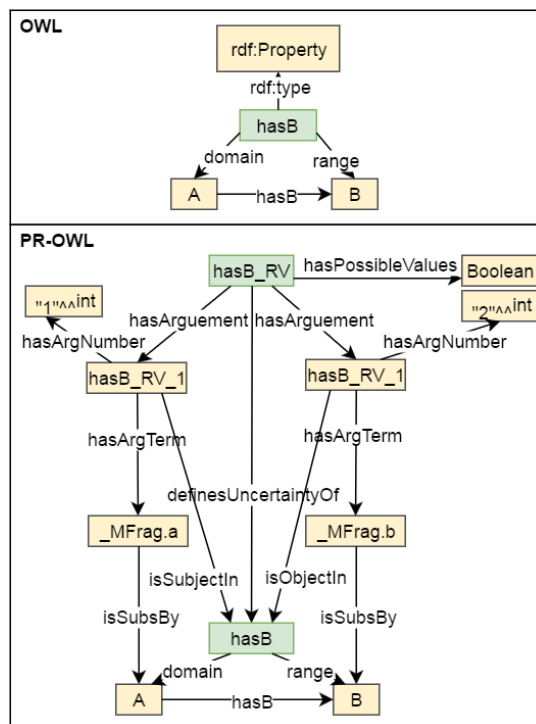 OWL
rdf:Property
rdf:type
hasB
domain
range
A
hasB
B
PR-OWL
hasB_RV
hasPossibleValues
Boolean
"1"^^int
"2"^^int
hasArguement
hasArguement
hasArgNumber
hasArgNumber
hasB_RV_1
hasB_RV_1
hasArgTerm
hasArgTerm
definesUncertaintyOf
_MFrag.a
_MFrag.b
isSubjectIn
isObjectIn
isSubsBy
isSubsBy
hasB
domain
range
A
hasB
B